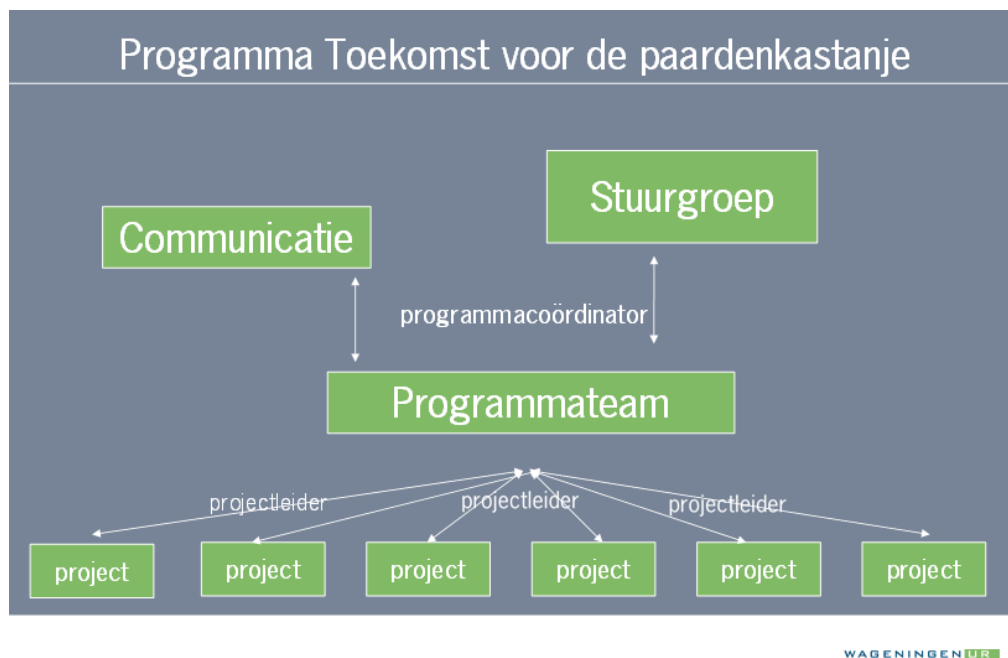 Programma Toekomst voor de paardenkastanje
Stuurgroep
Communicatie
programmacoördinator
Programmateam
projectleider
projectleider
projectleider
project
project
project
project
project
project
WAGENINGEN UR